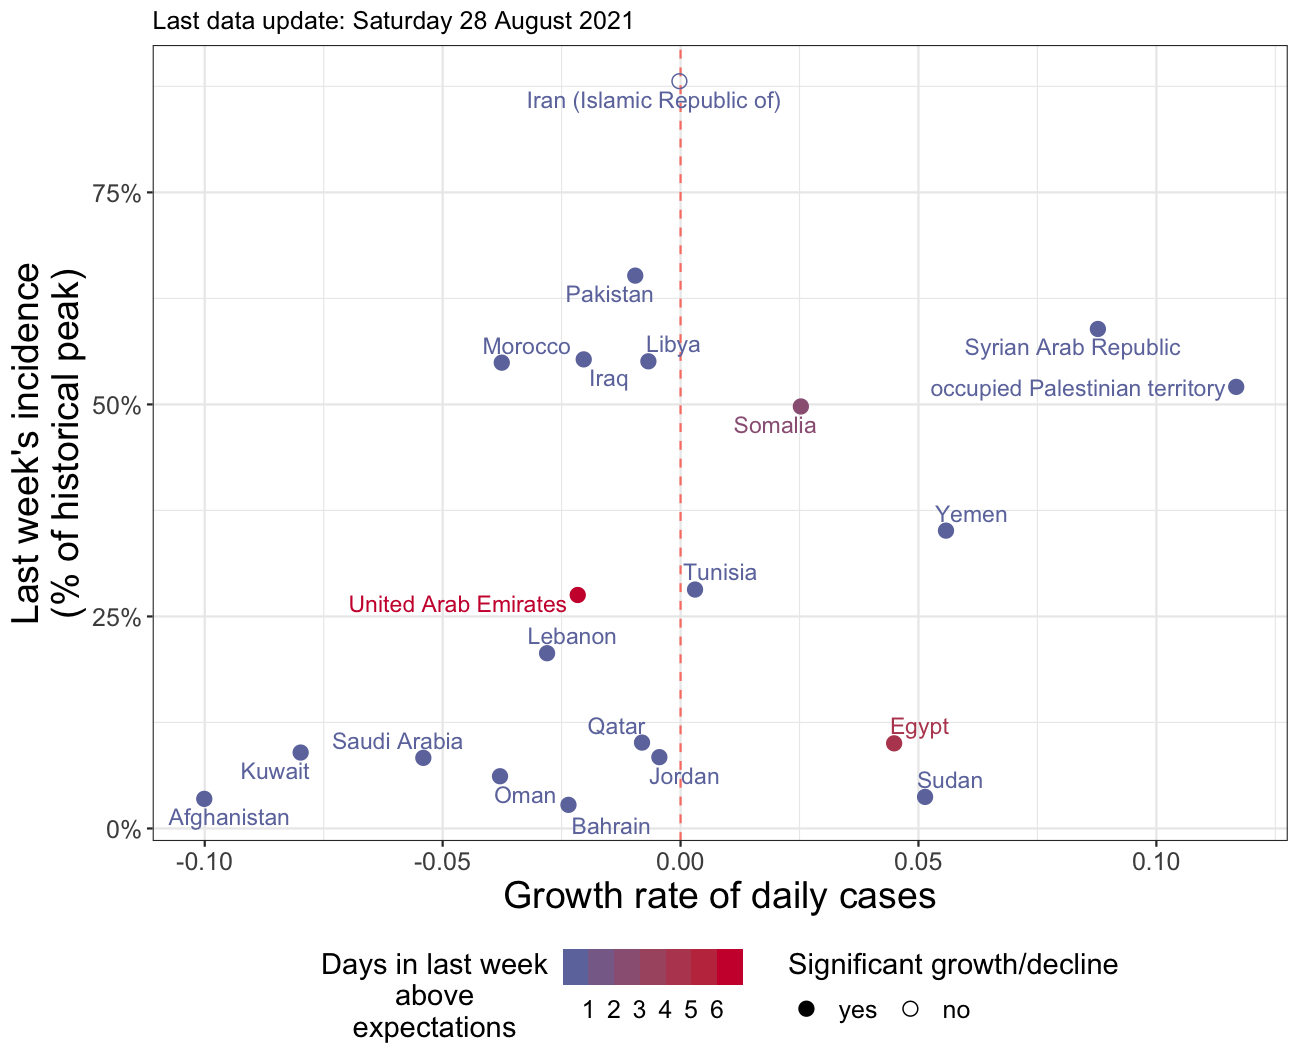 Last data update: Saturday 28 August 2021
Iran (Islamic Republic of)
75%
Pakistan
Morocco
Libya
Syrian Arab Republic
Iraq
occupied Palestinian territory
50%
Somalia
Yemen
Tunisia
United Arab Emirates
25%
Lebanon
Qatar
Egypt
Saudi Arabia
Kuwait
Jordan
Sudan
Oman
Afghanistan
Bahrain
0%
Last week's incidence
(% of historical peak)
-0.10 -0.05 0.00 0.05 0.10
Growth rate of daily cases
Days in last week
above
expectations
1 2 3 4 5 6
Significant growth/decline
yes no